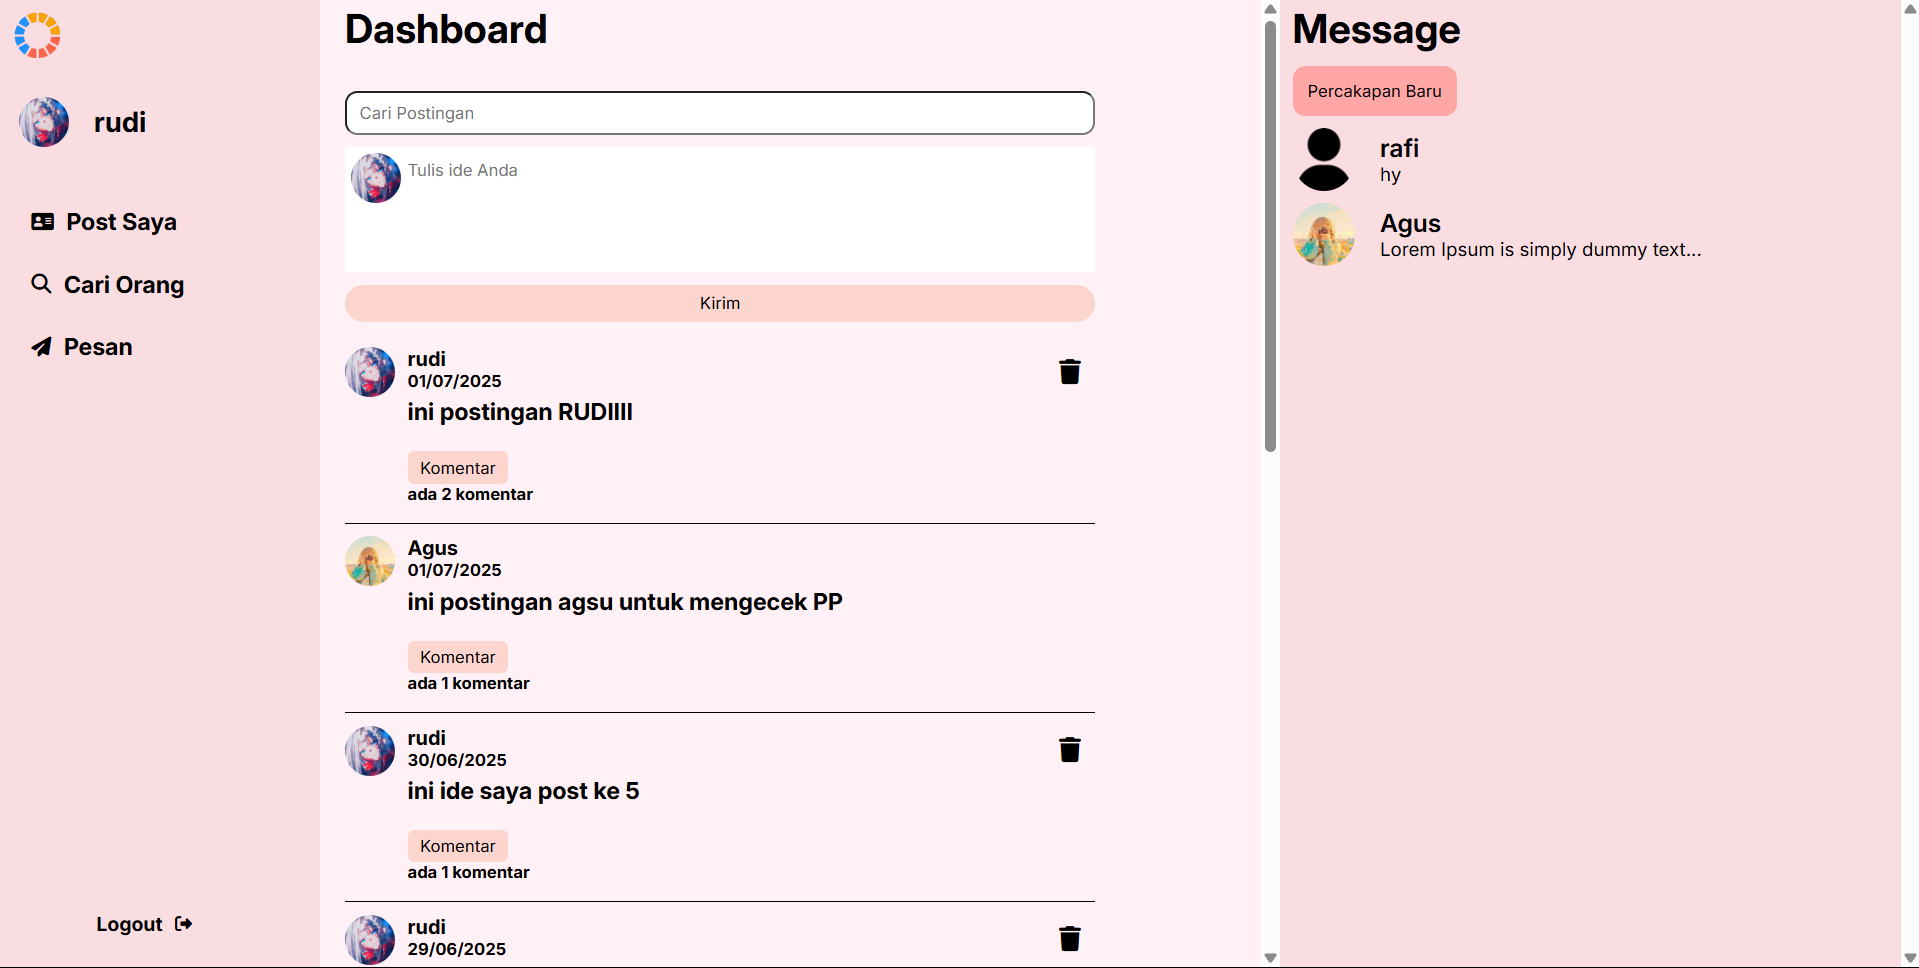 rudi
Post Saya
Cari Orang
Pesan
Logout
Dashboard
Cari Postingan
Tulis ide Anda
Kirim
rudi
01/07/2025
ini postingan RUDIIII
Komentar
ada 2 komentar
Agus
01/07/2025
ini postingan agsu untuk mengecek PP
Komentar
ada 1 komentar
rudi
30/06/2025
ini ide saya post ke 5
Komentar
ada 1 komentar
rudi
29/06/2025
Message
Percakapan Baru
rafi
hy
Agus
Lorem Ipsum is simply dummy text...